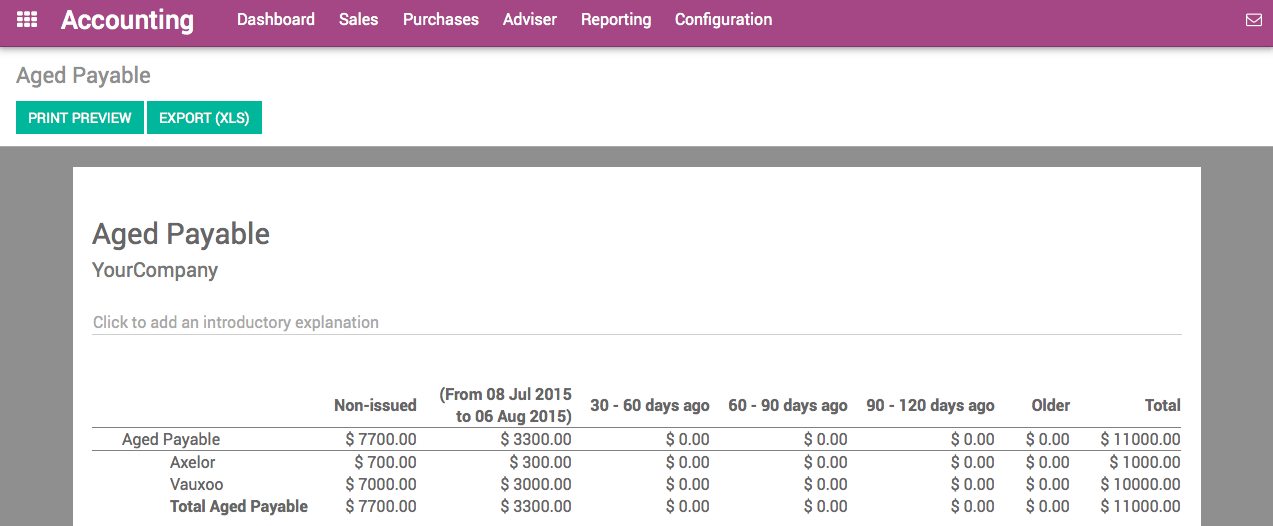 Accounting Dashboard Sales Purchases Adviser Reporting Configuration
Aged Payable
PRINT PREVIEW EXPORT (XLS)
Aged Payable
YourCompany
Click to add an introductory explanation
Non-issued (From 08 Jul 2015 to 06 Aug 2015) 30 - 60 days ago 60 - 90 days ago 90 - 120 days ago Older Total
Aged Payable $ 7700.00 $ 3300.00 $ 0.00 $ 0.00 $ 0.00 $ 0.00 $ 11000.00
Axelor $ 700.00 $ 300.00 $ 0.00 $ 0.00 $ 0.00 $ 0.00 $ 1000.00
Vauxoo $ 7000.00 $ 3000.00 $ 0.00 $ 0.00 $ 0.00 $ 0.00 $ 10000.00
Total Aged Payable $ 7700.00 $ 3300.00 $ 0.00 $ 0.00 $ 0.00 $ 0.00 $ 11000.00